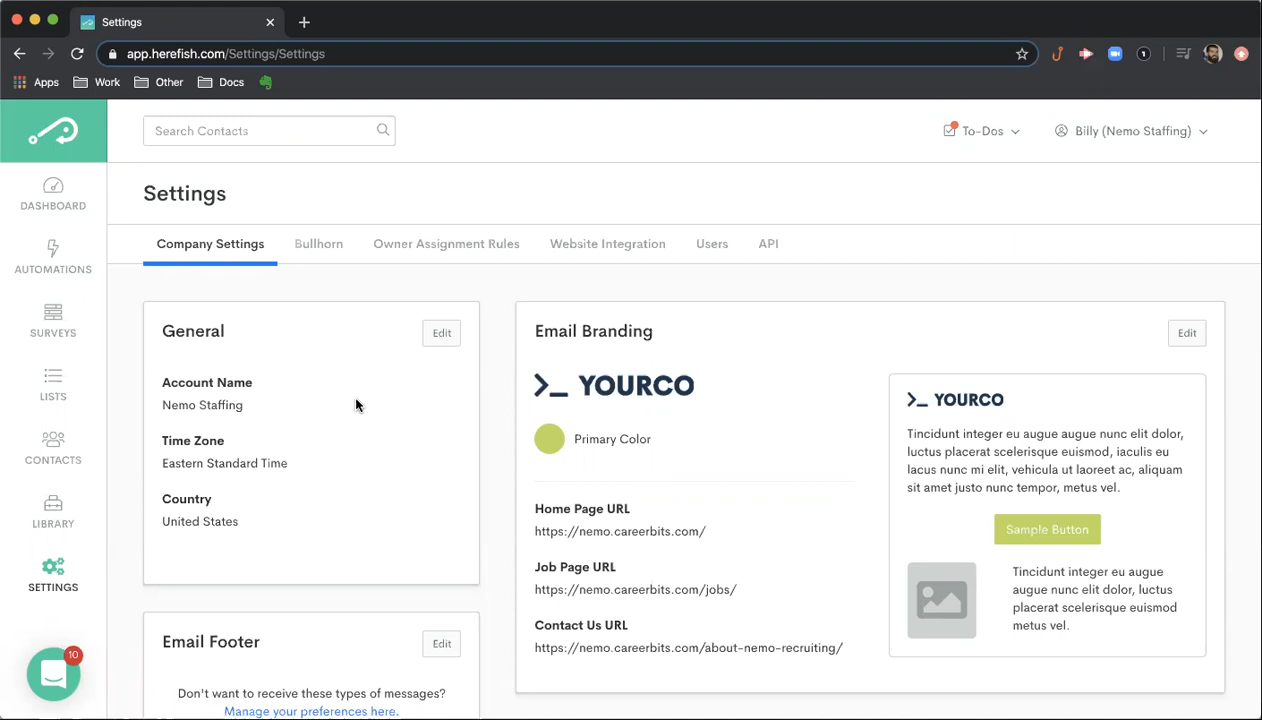 Settings
app.herefish.com/Settings/Settings
1
Apps
Work
Other
Docs
Search Contacts
To-Dos
Billy (Nemo Staffing)
DASHBOARD
AUTOMATIONS
SURVEYS
LISTS
CONTACTS
LIBRARY
SETTINGS
10
Settings
Company Settings
Bullhorn
Owner Assignment Rules
Website Integration
Users
API
General
Edit
Account Name
Nemo Staffing
Time Zone
Eastern Standard Time
Country
United States
Email Footer
Edit
Don't want to receive these types of messages?
Manage your preferences here.
Email Branding
Edit
>_ YOURCO
Primary Color
Home Page URL
https://nemo.careerbits.com/
Job Page URL
https://nemo.careerbits.com/jobs/
Contact Us URL
https://nemo.careerbits.com/about-nemo-recruiting/
>_ YOURCO
Tincidunt integer eu augue augue nunc elit dolor,
luctus placerat scelerisque euismod, iaculis eu
lacus nunc mi elit, vehicula ut laoreet ac, aliquam
sit amet justo nunc tempor, metus vel.
Sample Button
Tincidunt integer eu augue
augue nunc elit dolor, luctus
placerat scelerisque euismod
metus vel.